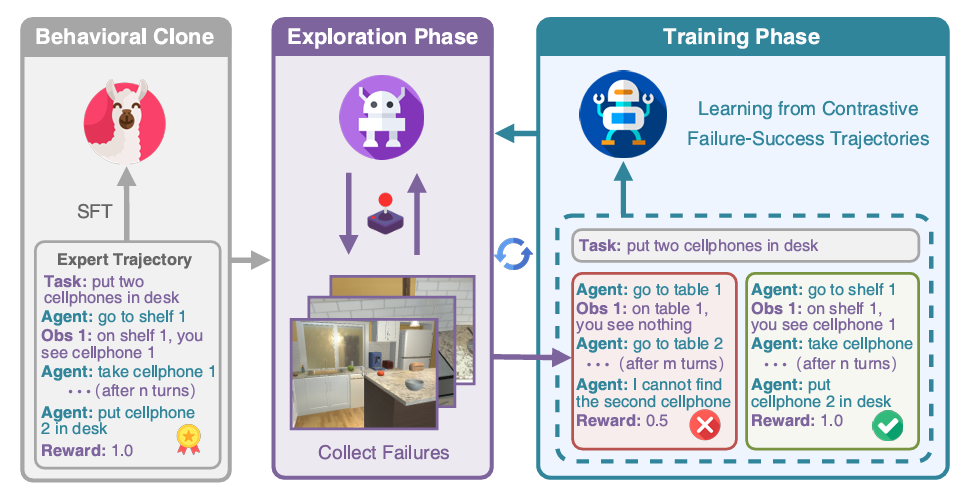 Behavioral Clone
SFT
Expert Trajectory
Task: put two
cellphones in desk
Agent: go to shelf 1
Obs 1: on shelf 1, you
see cellphone 1
Agent: take cellphone 1
··· (after n turns)
Agent: put cellphone
2 in desk
Reward: 1.0
Exploration Phase
Collect Failures
Training Phase
Learning from Contrastive
Failure-Success Trajectories
Task: put two cellphones in desk
Agent: go to table 1
Obs 1: on table 1,
you see nothing
Agent: go to table 2
··· (after m turns)
Agent: I cannot find
the second cellphone
Reward: 0.5
Agent: go to shelf 1
Obs 1: on shelf 1,
you see cellphone 1
Agent: take cellphone
··· (after n turns)
Agent: put
cellphone 2 in desk
Reward: 1.0